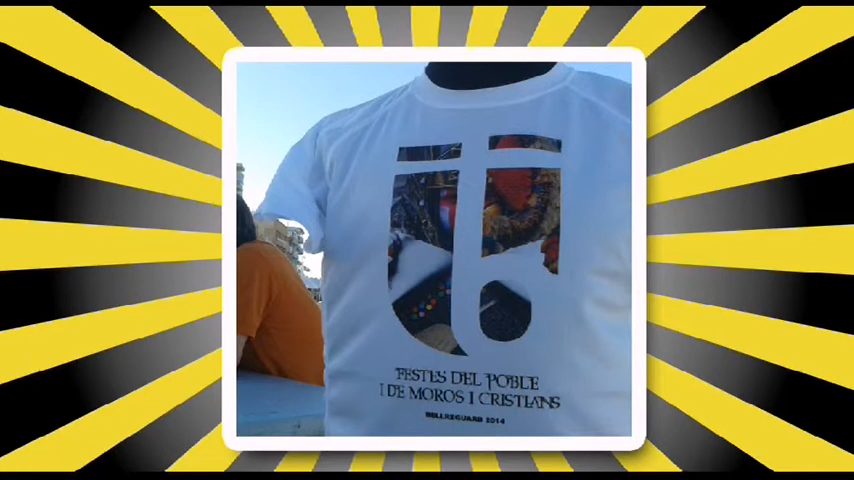 FESTES DEL POBLE
I DE MOROS I CRISTIANS
BELLREGUARD 2014